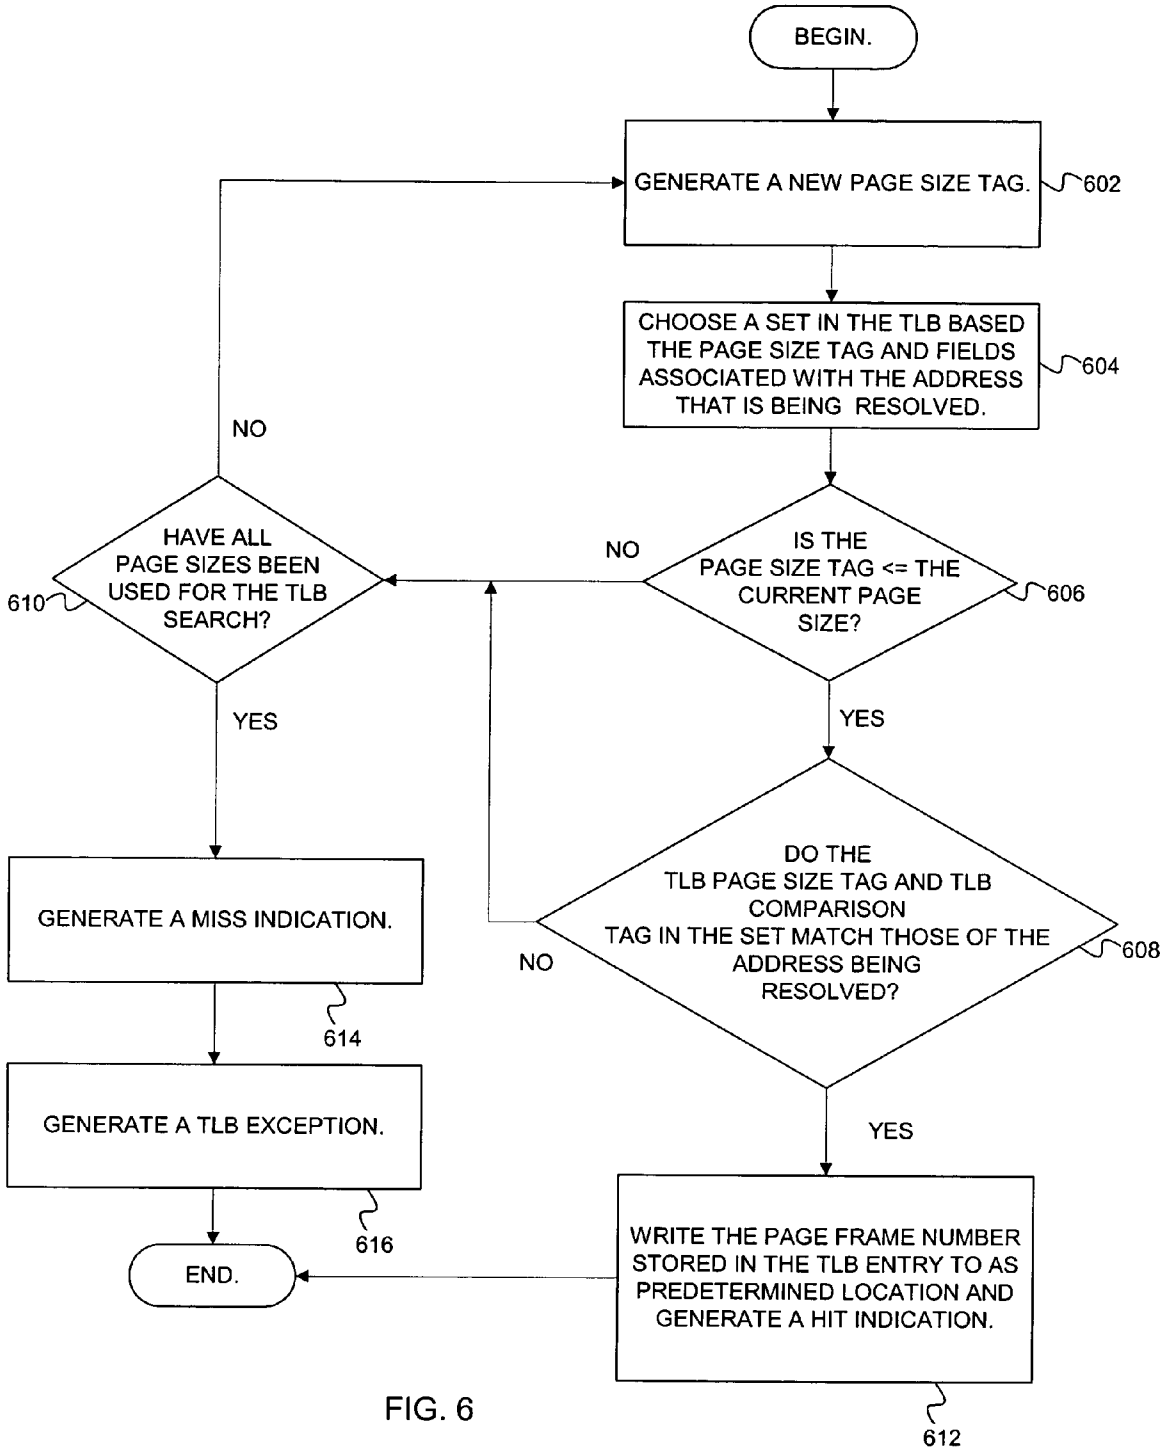 BEGIN.
GENERATE A NEW PAGE SIZE TAG.
602
CHOOSE A SET IN THE TLB BASED
THE PAGE SIZE TAG AND FIELDS
ASSOCIATED WITH THE ADDRESS
THAT IS BEING RESOLVED.
604
NO
HAVE ALL
PAGE SIZES BEEN
USED FOR THE TLB
SEARCH?
610
NO
IS THE
PAGE SIZE TAG <= THE
CURRENT PAGE
SIZE?
606
YES
YES
DO THE
TLB PAGE SIZE TAG AND TLB
COMPARISON
TAG IN THE SET MATCH THOSE OF THE
ADDRESS BEING
RESOLVED?
608
NO
GENERATE A MISS INDICATION.
614
GENERATE A TLB EXCEPTION.
616
YES
WRITE THE PAGE FRAME NUMBER
STORED IN THE TLB ENTRY TO AS
PREDETERMINED LOCATION AND
GENERATE A HIT INDICATION.
612
END.
FIG. 6